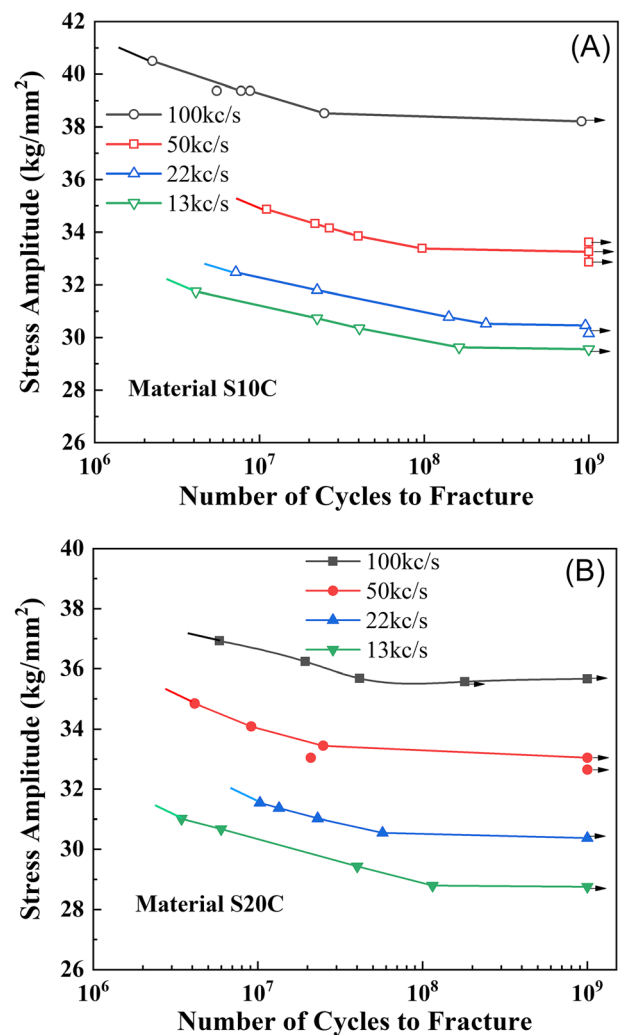 42
(A)
40
100kc/s
38
50kc/s
36
22kc/s
34
13kc/s
32
30
28
Material S10C
26
10⁶ 10⁷ 10⁸ 10⁹
Stress Amplitude (kg/mm²)
Number of Cycles to Fracture
40
(B)
100kc/s
38
50kc/s
22kc/s
36
13kc/s
34
32
30
28
Material S20C
26
10⁶ 10⁷ 10⁸ 10⁹
Stress Amplitude (kg/mm²)
Number of Cycles to Fracture